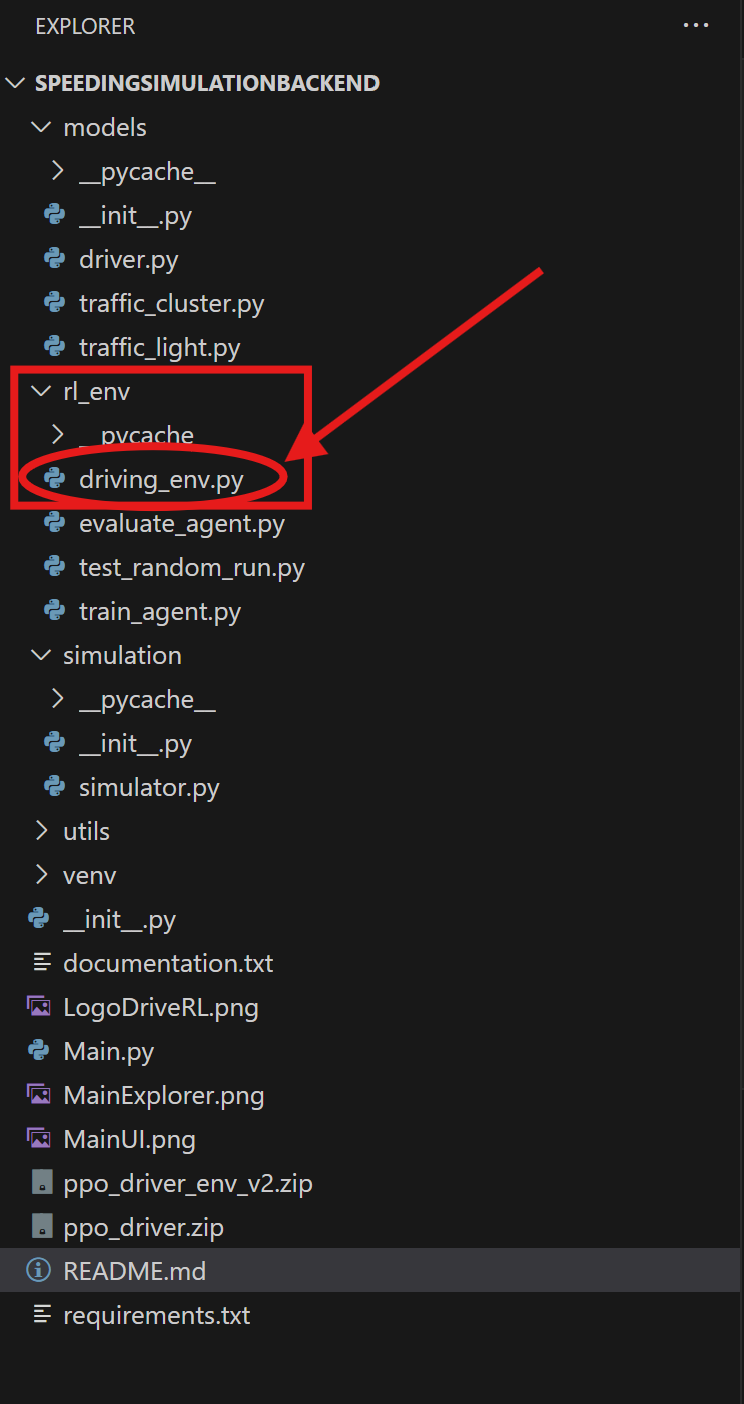 EXPLORER
SPEEDINGSIMULATIONBACKEND
models
__pycache__
__init__.py
driver.py
traffic_cluster.py
traffic_light.py
rl_env
__pycache__
driving_env.py
evaluate_agent.py
test_random_run.py
train_agent.py
simulation
__pycache__
__init__.py
simulator.py
utils
venv
__init__.py
documentation.txt
LogoDriveRL.png
Main.py
MainExplorer.png
MainUI.png
ppo_driver_env_v2.zip
ppo_driver.zip
README.md
requirements.txt